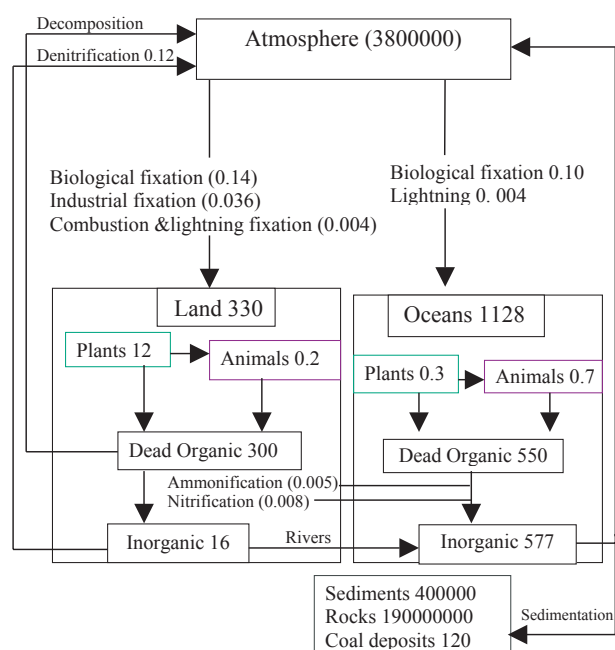 Decomposition
Atmosphere (3800000)
Denitrification 0.12
Biological fixation (0.14)
Industrial fixation (0.036)
Combustion &lightning fixation (0.004)
Biological fixation 0.10
Lightning 0. 004
Land 330
Oceans 1128
Plants 12
Animals 0.2
Plants 0.3
Animals 0.7
Dead Organic 300
Dead Organic 550
Ammonification (0.005)
Nitrification (0.008)
Inorganic 16
Rivers
Inorganic 577
Sediments 400000
Rocks 190000000
Coal deposits 120
Sedimentation